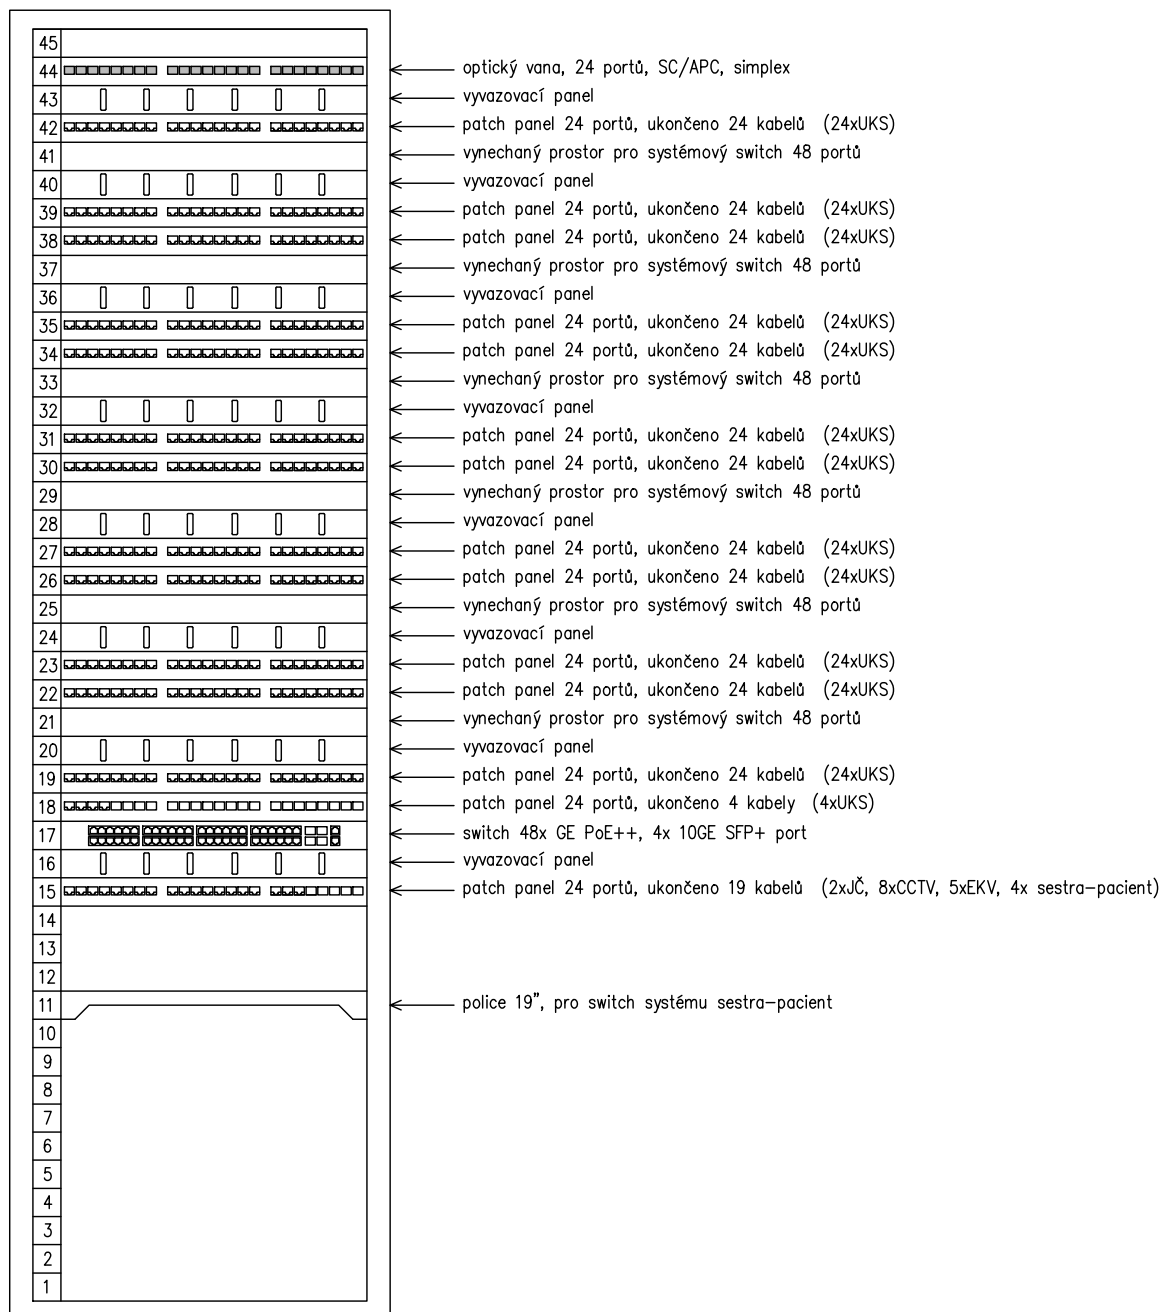 45
44 optický vana, 24 portů, SC/APC, simplex
43 vyvazovací panel
42 patch panel 24 portů, ukončeno 24 kabelů (24xUKS)
41 vynechaný prostor pro systémový switch 48 portů
40 vyvazovací panel
39 patch panel 24 portů, ukončeno 24 kabelů (24xUKS)
38 patch panel 24 portů, ukončeno 24 kabelů (24xUKS)
37 vynechaný prostor pro systémový switch 48 portů
36 vyvazovací panel
35 patch panel 24 portů, ukončeno 24 kabelů (24xUKS)
34 patch panel 24 portů, ukončeno 24 kabelů (24xUKS)
33 vynechaný prostor pro systémový switch 48 portů
32 vyvazovací panel
31 patch panel 24 portů, ukončeno 24 kabelů (24xUKS)
30 patch panel 24 portů, ukončeno 24 kabelů (24xUKS)
29 vynechaný prostor pro systémový switch 48 portů
28 vyvazovací panel
27 patch panel 24 portů, ukončeno 24 kabelů (24xUKS)
26 patch panel 24 portů, ukončeno 24 kabelů (24xUKS)
25 vynechaný prostor pro systémový switch 48 portů
24 vyvazovací panel
23 patch panel 24 portů, ukončeno 24 kabelů (24xUKS)
22 patch panel 24 portů, ukončeno 24 kabelů (24xUKS)
21 vynechaný prostor pro systémový switch 48 portů
20 vyvazovací panel
19 patch panel 24 portů, ukončeno 24 kabelů (24xUKS)
18 patch panel 24 portů, ukončeno 4 kabely (4xUKS)
17 switch 48x GE PoE++, 4x 10GE SFP+ port
16 vyvazovací panel
15 patch panel 24 portů, ukončeno 19 kabelů (2xJČ, 8xCCTV, 5xEKV, 4x sestra-pacient)
14
13
12
11 police 19", pro switch systému sestra-pacient
10
9
8
7
6
5
4
3
2
1